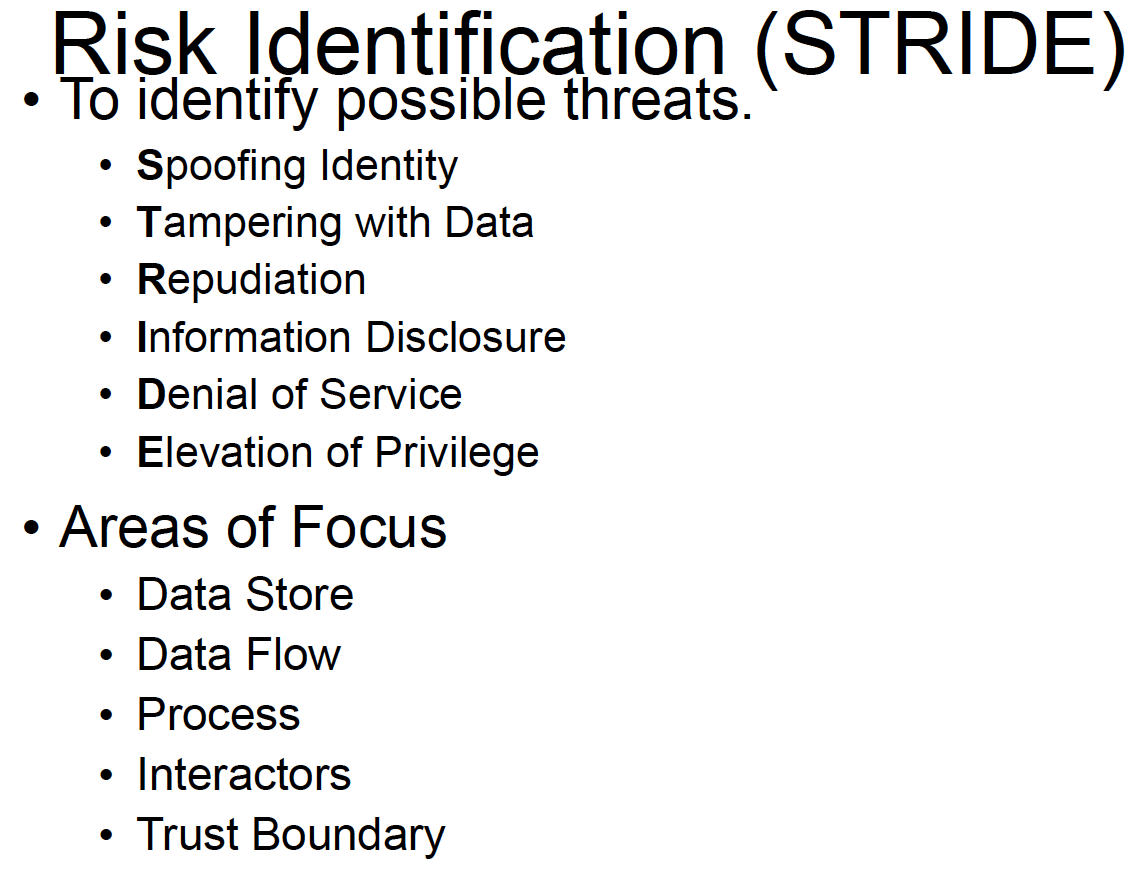 Risk Identification (STRIDE)
• To identify possible threats.
• Spoofing Identity
• Tampering with Data
• Repudiation
• Information Disclosure
• Denial of Service
• Elevation of Privilege
• Areas of Focus
• Data Store
• Data Flow
• Process
• Interactors
• Trust Boundary